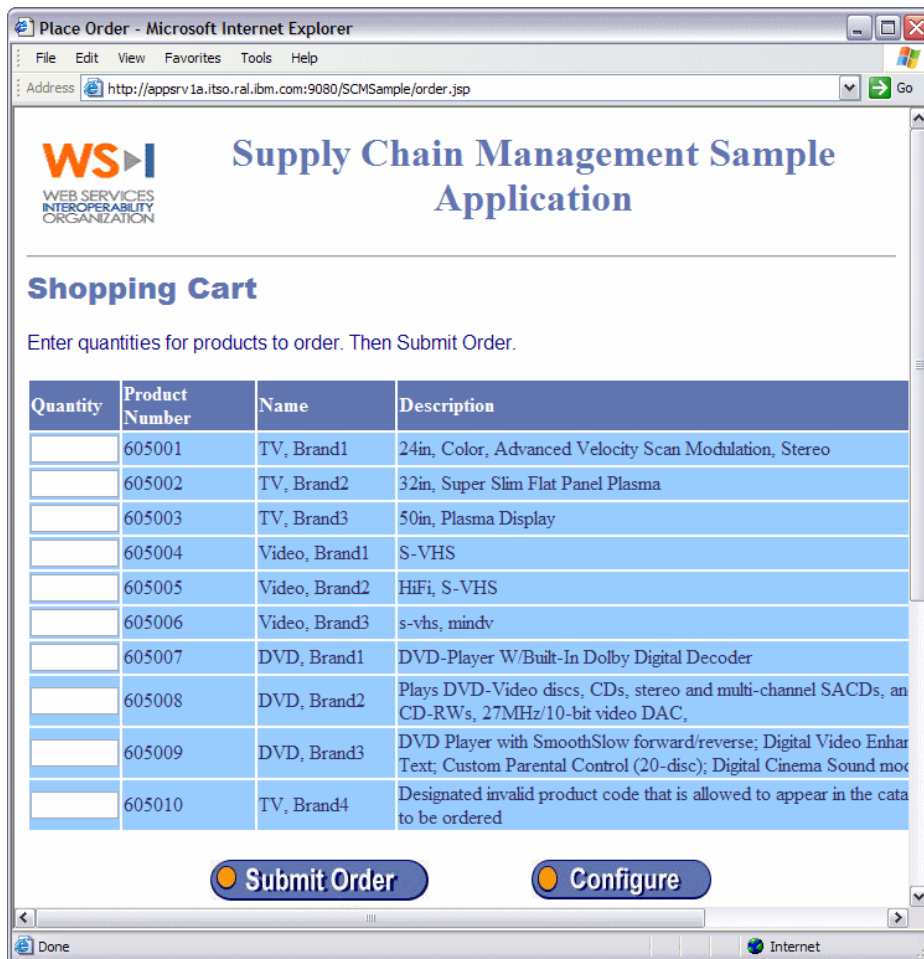 Place Order - Microsoft Internet Explorer
File Edit View Favorites Tools Help
Address http://appsrv1a.itso.ral.ibm.com:9080/SCMSample/order.jsp Go
WS I
WEB SERVICES
INTEROPERABILITY
ORGANIZATION
Supply Chain Management Sample
Application
Shopping Cart
Enter quantities for products to order. Then Submit Order.
Quantity Product Number Name Description
605001 TV, Brand1 24in, Color, Advanced Velocity Scan Modulation, Stereo
605002 TV, Brand2 32in, Super Slim Flat Panel Plasma
605003 TV, Brand3 50in, Plasma Display
605004 Video, Brand1 S-VHS
605005 Video, Brand2 HiFi, S-VHS
605006 Video, Brand3 s-vhs, mindv
605007 DVD, Brand1 DVD-Player W/Built-In Dolby Digital Decoder
605008 DVD, Brand2 Plays DVD-Video discs, CDs, stereo and multi-channel SACDs, an
CD-RWs, 27MHz/10-bit video DAC,
605009 DVD, Brand3 DVD Player with SmoothSlow forward/reverse; Digital Video Enhan
Text; Custom Parental Control (20-disc); Digital Cinema Sound mod
605010 TV, Brand4 Designated invalid product code that is allowed to appear in the cata
to be ordered
Submit Order Configure
Done Internet